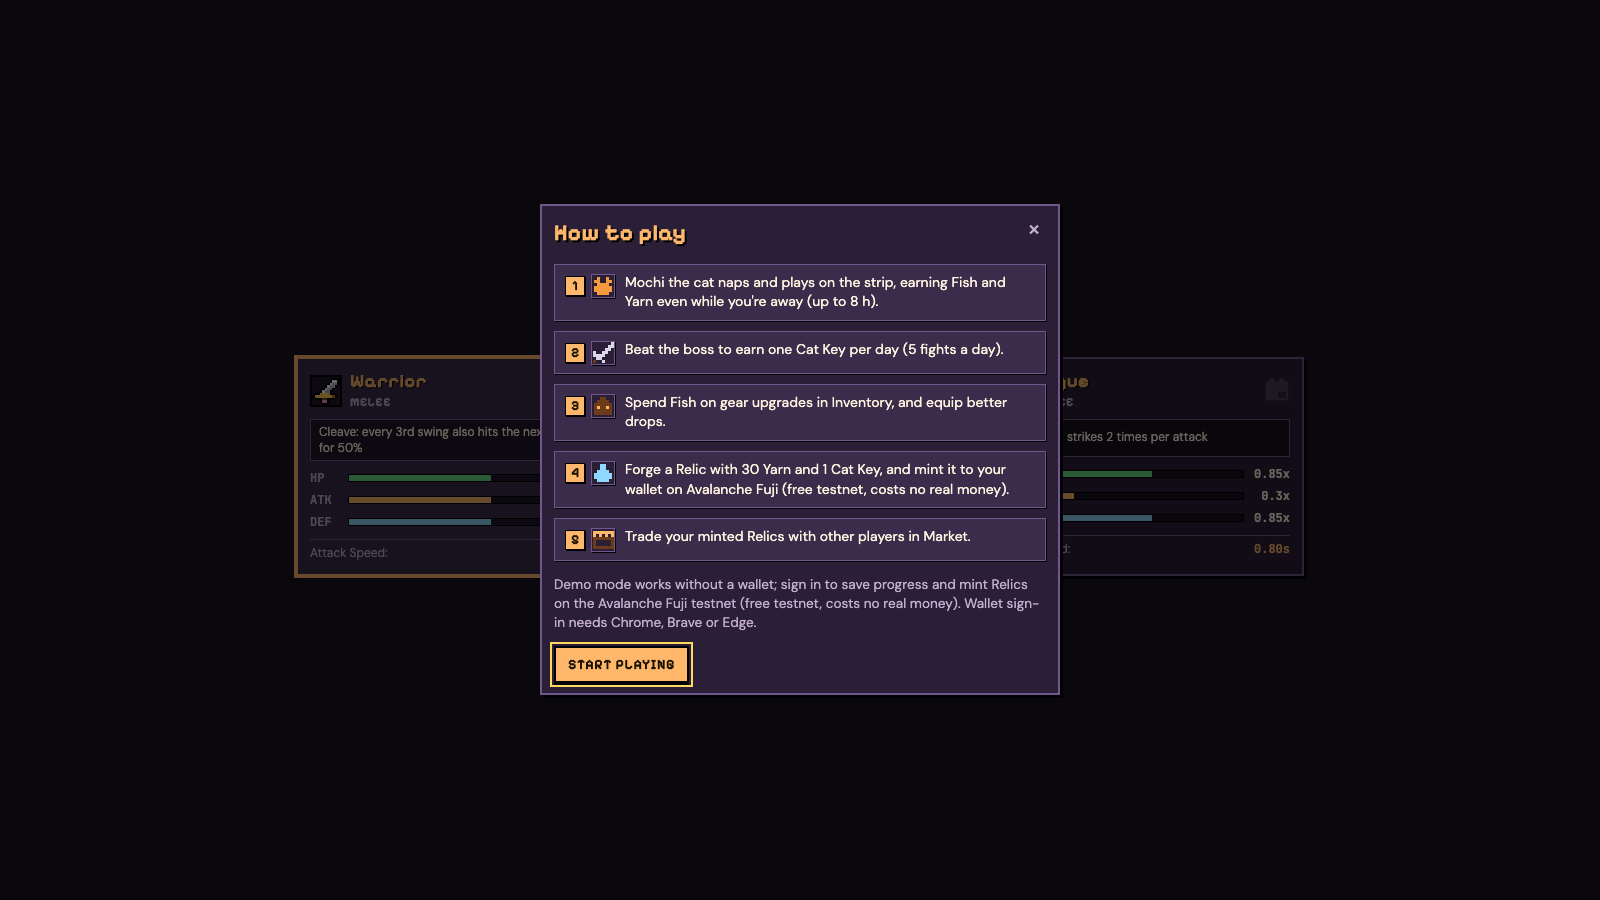 How to play
×
1 Mochi the cat naps and plays on the strip, earning Fish and
Yarn even while you're away (up to 8 h).
2 Beat the boss to earn one Cat Key per day (5 fights a day).
3 Spend Fish on gear upgrades in Inventory, and equip better
drops.
4 Forge a Relic with 30 Yarn and 1 Cat Key, and mint it to your
wallet on Avalanche Fuji (free testnet, costs no real money).
5 Trade your minted Relics with other players in Market.
Demo mode works without a wallet; sign in to save progress and mint Relics
on the Avalanche Fuji testnet (free testnet, costs no real money). Wallet sign-
in needs Chrome, Brave or Edge.
START PLAYING
Warrior
MELEE
Cleave: every 3rd swing also hits the
for 50%
HP
ATK
DEF
Attack Speed:
strikes 2 times per attack
0.85x
0.3x
0.85x
0.80s